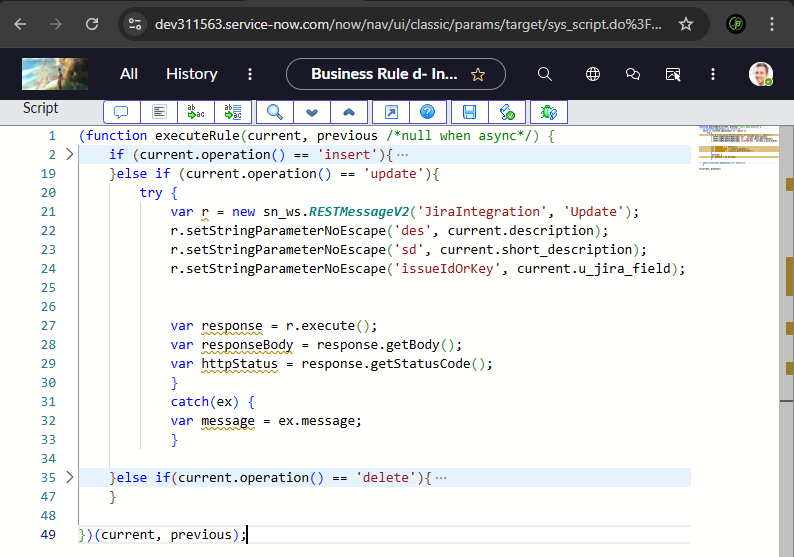 dev311563.service-now.com/now/nav/ui/classic/params/target/sys_script.do%3F...
All History Business Rule d- In...
Script
1 (function executeRule(current, previous /*null when async*/) {
2 if (current.operation() == 'insert'){ ···
19 }else if (current.operation() == 'update'){
20 try {
21 var r = new sn_ws.RESTMessageV2('JiraIntegration', 'Update');
22 r.setStringParameterNoEscape('des', current.description);
23 r.setStringParameterNoEscape('sd', current.short_description);
24 r.setStringParameterNoEscape('issueIdOrKey', current.u_jira_field);
25
26
27 var response = r.execute();
28 var responseBody = response.getBody();
29 var httpStatus = response.getStatusCode();
30 }
31 catch(ex) {
32 var message = ex.message;
33 }
34
35 }else if(current.operation() == 'delete'){ ···
47 }
48
49 })(current, previous);